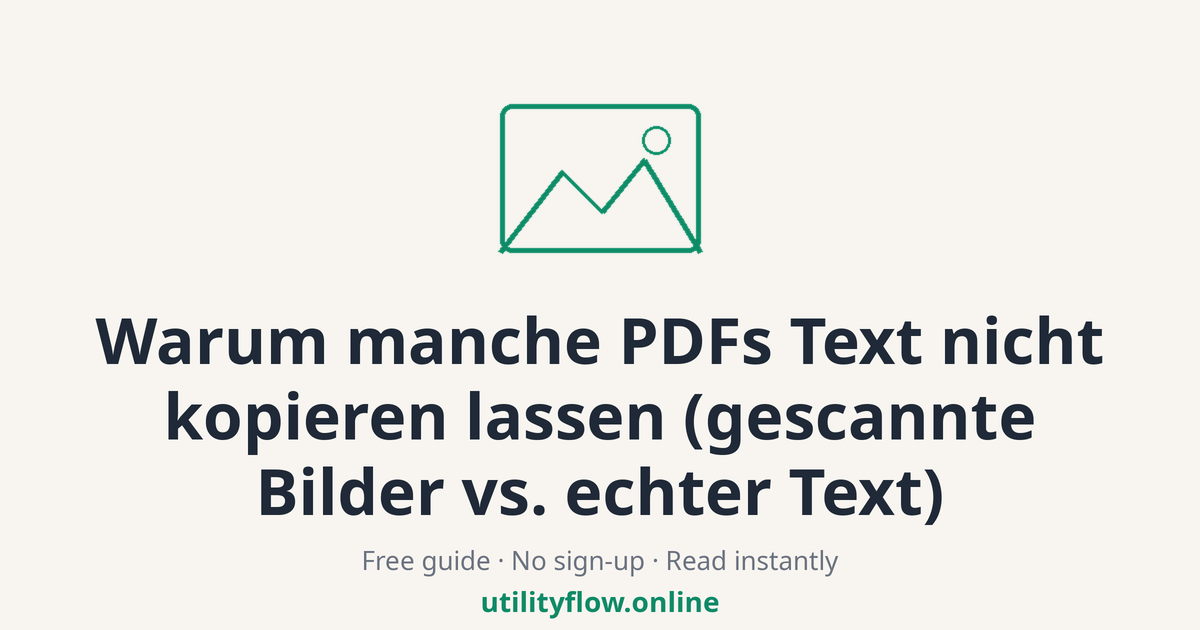 Warum manche PDFs Text nicht
kopieren lassen (gescannte
Bilder vs. echter Text)
Free guide · No sign-up · Read instantly
utilityflow.online